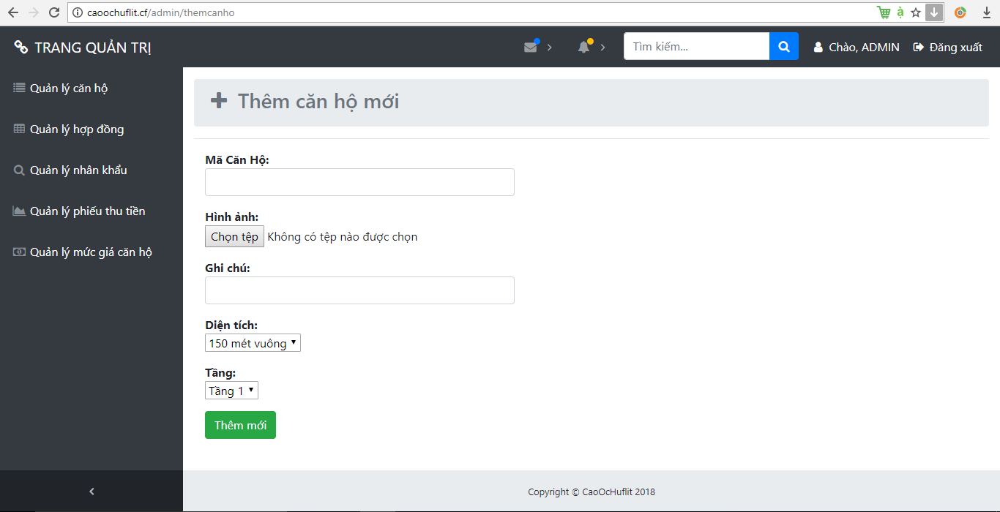 caoochuflit.cf/admin/themcanho
TRANG QUẢN TRỊ
Tìm kiếm...
Chào, ADMIN
Đăng xuất
Quản lý căn hộ
Quản lý hợp đồng
Quản lý nhân khẩu
Quản lý phiếu thu tiền
Quản lý mức giá căn hộ
Thêm căn hộ mới
Mã Căn Hộ:
Hình ảnh:
Chọn tệp Không có tệp nào được chọn
Ghi chú:
Diện tích:
150 mét vuông
Tầng:
Tầng 1
Thêm mới
Copyright © CaoOcHuflit 2018